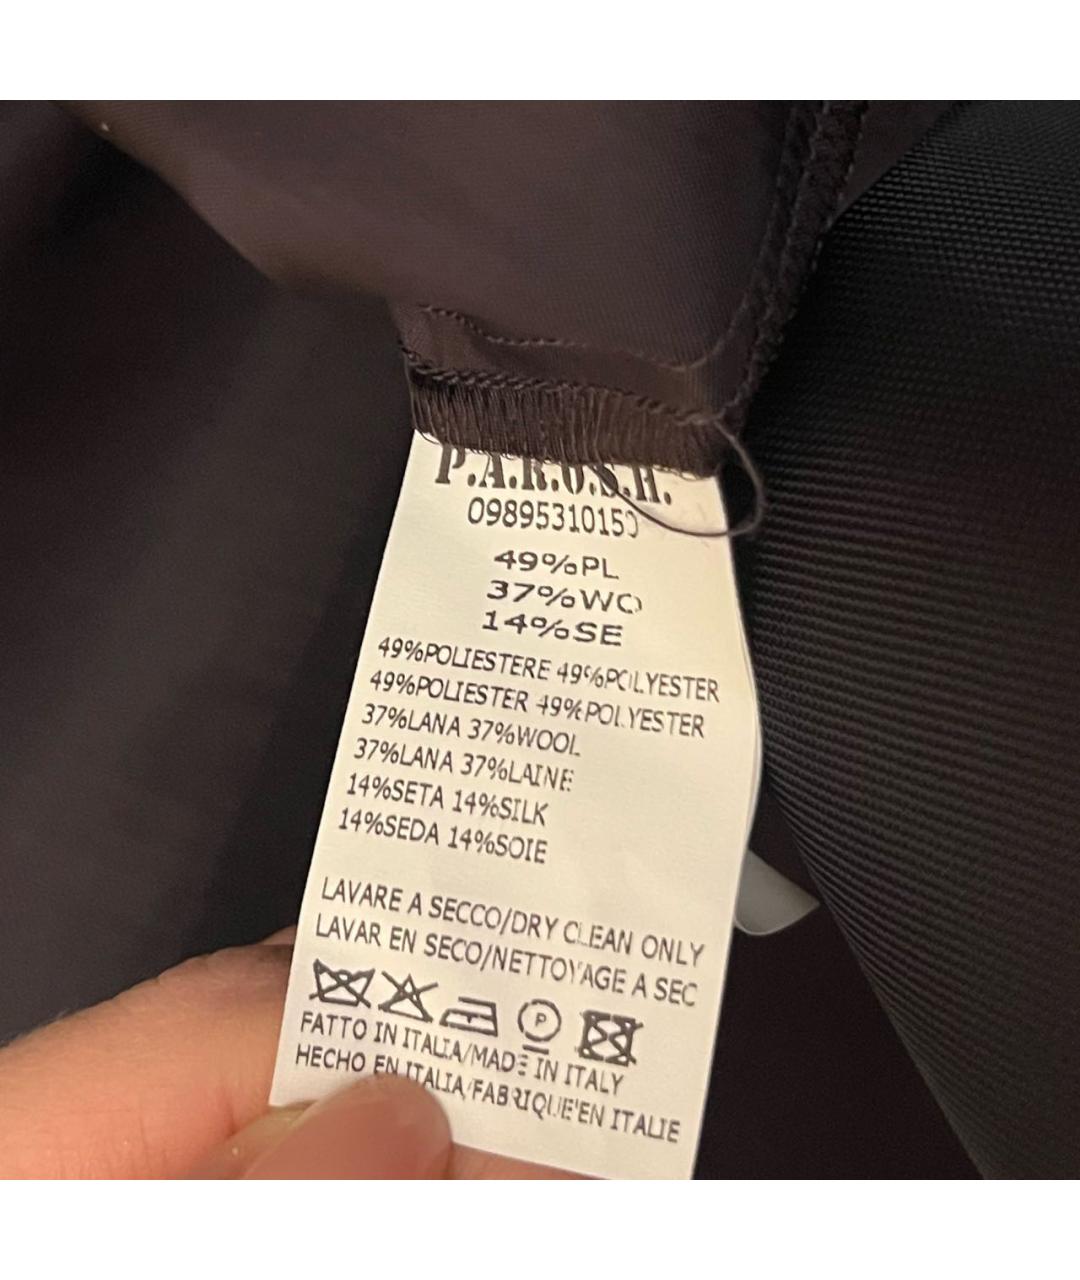 P.A.R.O.S.H.
09895310150
49%PL
37%WO
14%SE
49%POLIESTERE 49%POLYESTER
49%POLIESTER 49%POLYESTER
37%LANA 37%WOOL
37%LANA 37%LAINE
14%SETA 14%SILK
14%SEDA 14%SOIE
LAVARE A SECCO/DRY CLEAN ONLY
LAVAR EN SECO/NETTOYAGE A SEC
P
FATTO IN ITALIA/MADE IN ITALY
HECHO EN ITALIA/FABRIQUE'EN ITALIE